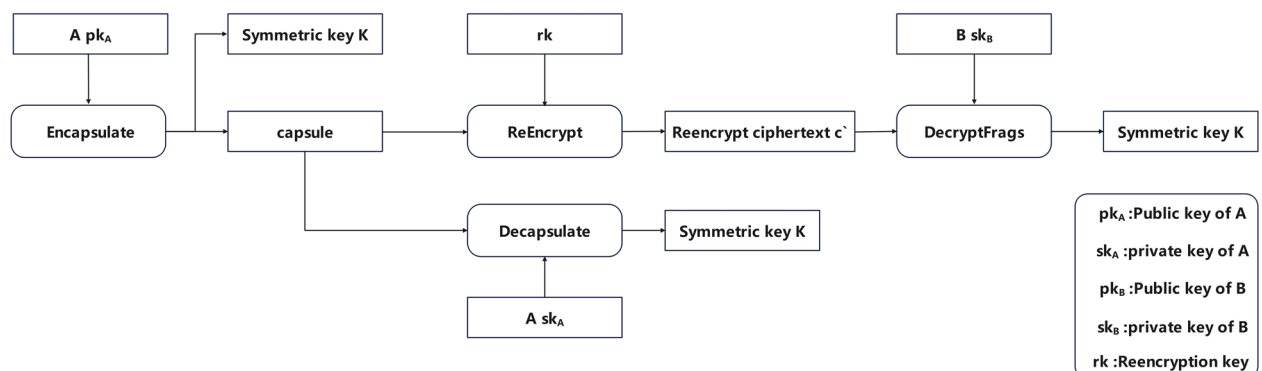 A pkA
Symmetric key K
rk
B skB
Encapsulate
capsule
ReEncrypt
Reencrypt ciphertext c`
DecryptFrags
Symmetric key K
Decapsulate
Symmetric key K
A skA
pkA :Public key of A
skA :private key of A
pkB :Public key of B
skB :private key of B
rk :Reencryption key